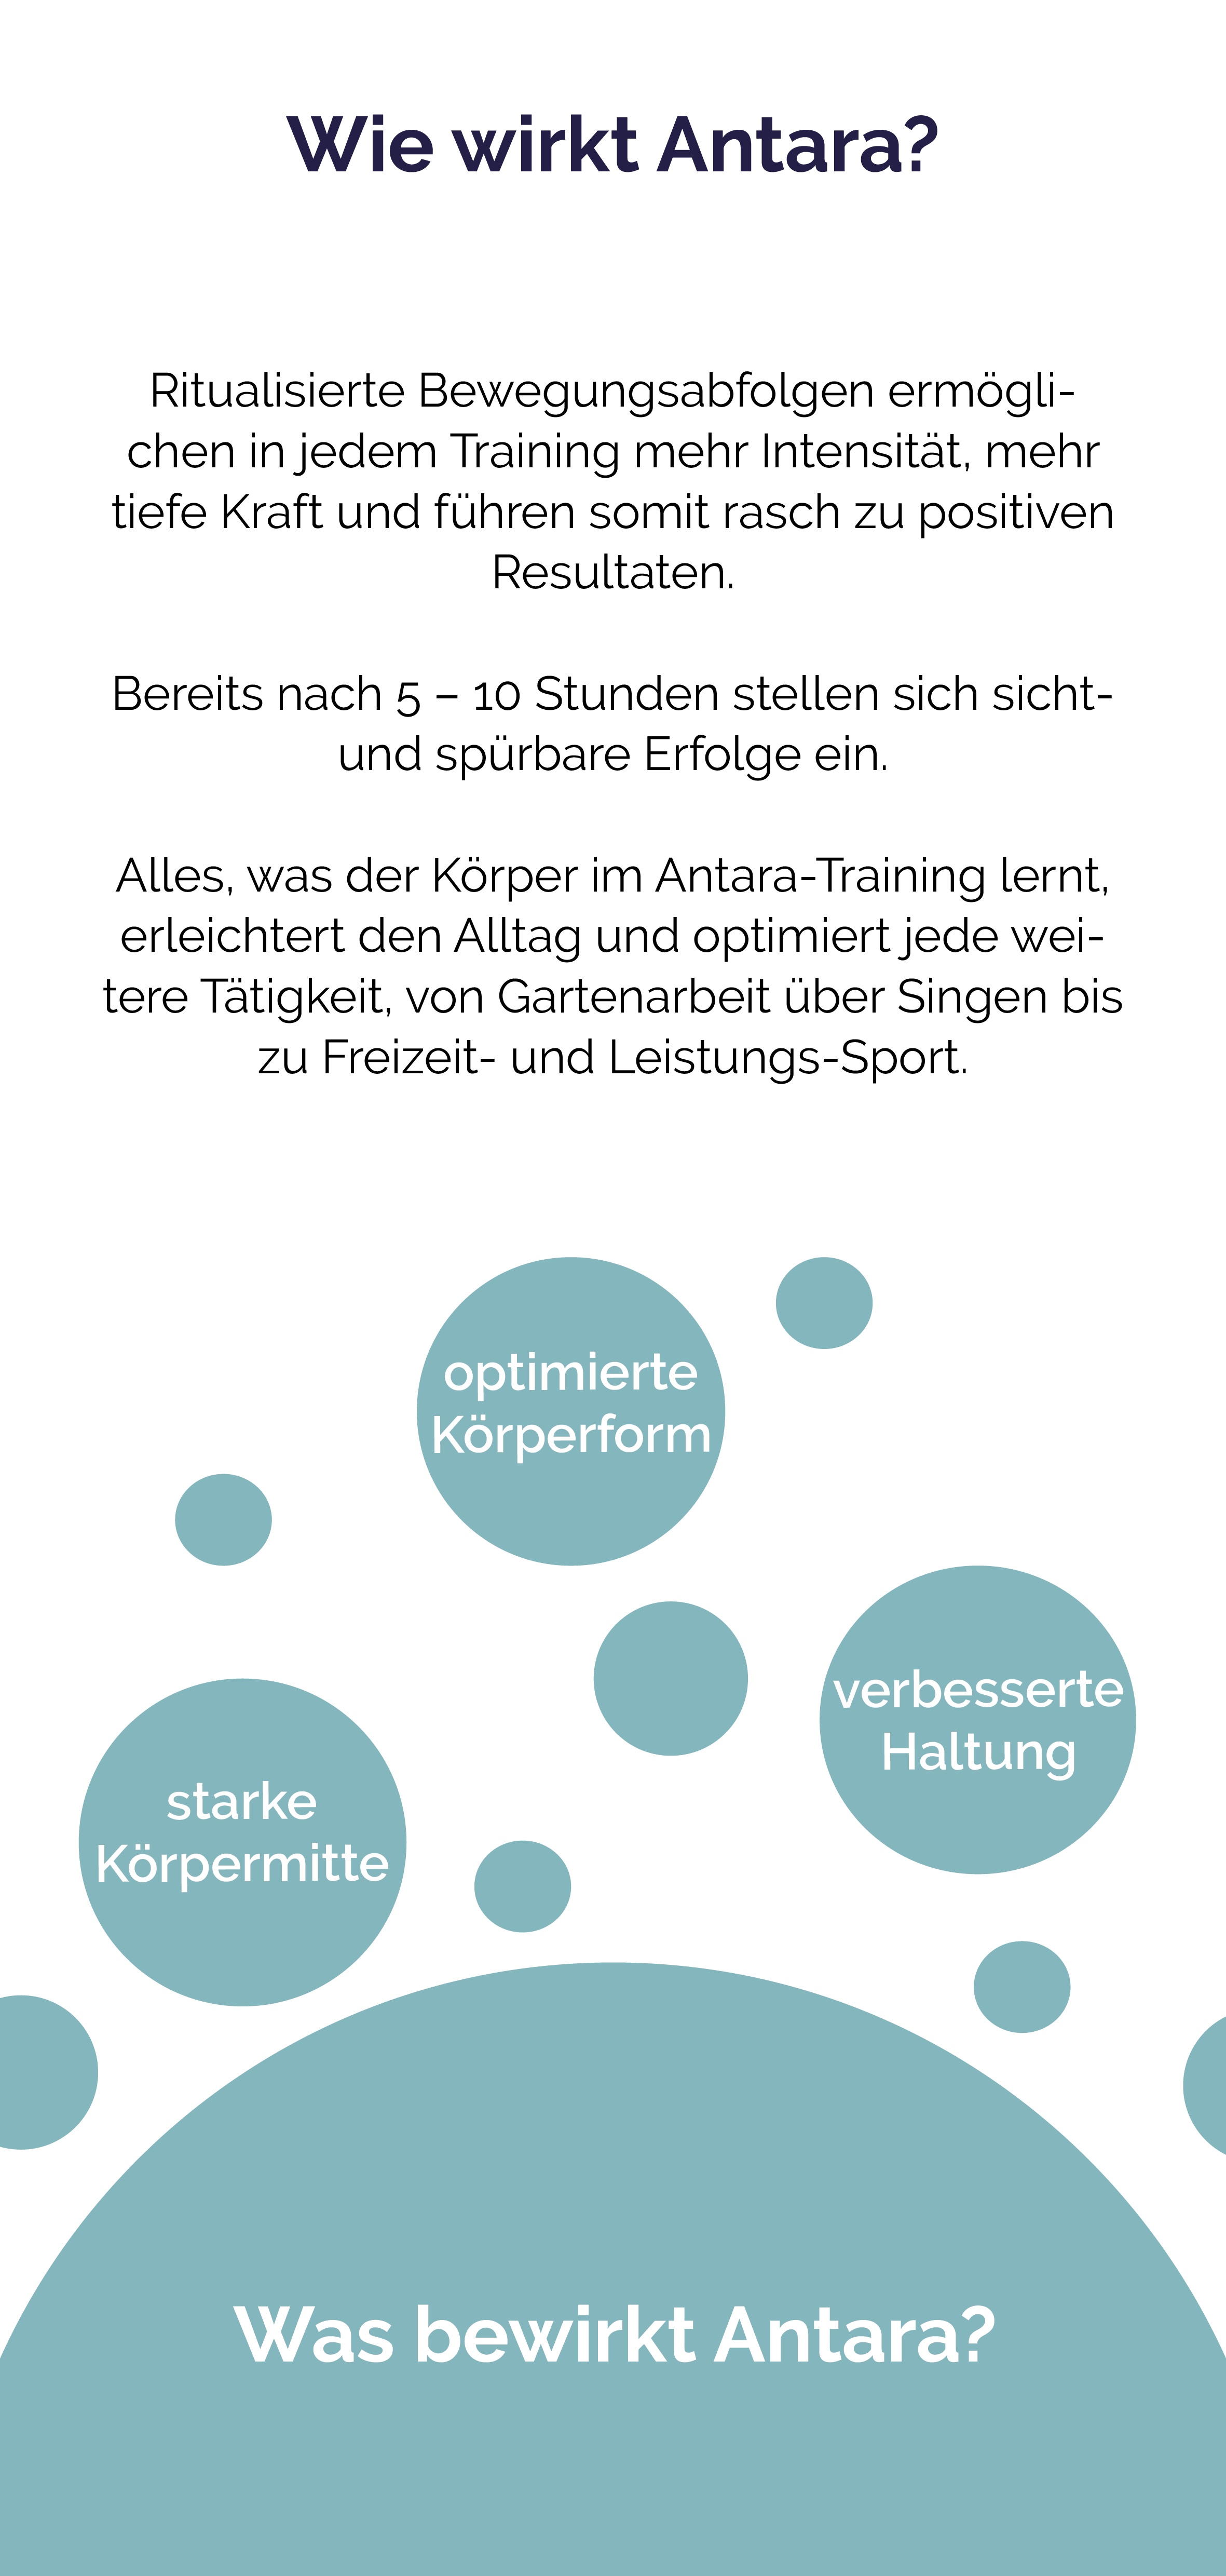 Wie wirkt Antara?
Ritualisierte Bewegungsabfolgen ermögli-
chen in jedem Training mehr Intensität, mehr
tiefe Kraft und führen somit rasch zu positiven
Resultaten.
Bereits nach 5 – 10 Stunden stellen sich sicht-
und spürbare Erfolge ein.
Alles, was der Körper im Antara-Training lernt,
erleichtert den Alltag und optimiert jede wei-
tere Tätigkeit, von Gartenarbeit über Singen bis
zu Freizeit- und Leistungs-Sport.
optimierte
Körperform
verbesserte
Haltung
starke
Körpermitte
Was bewirkt Antara?